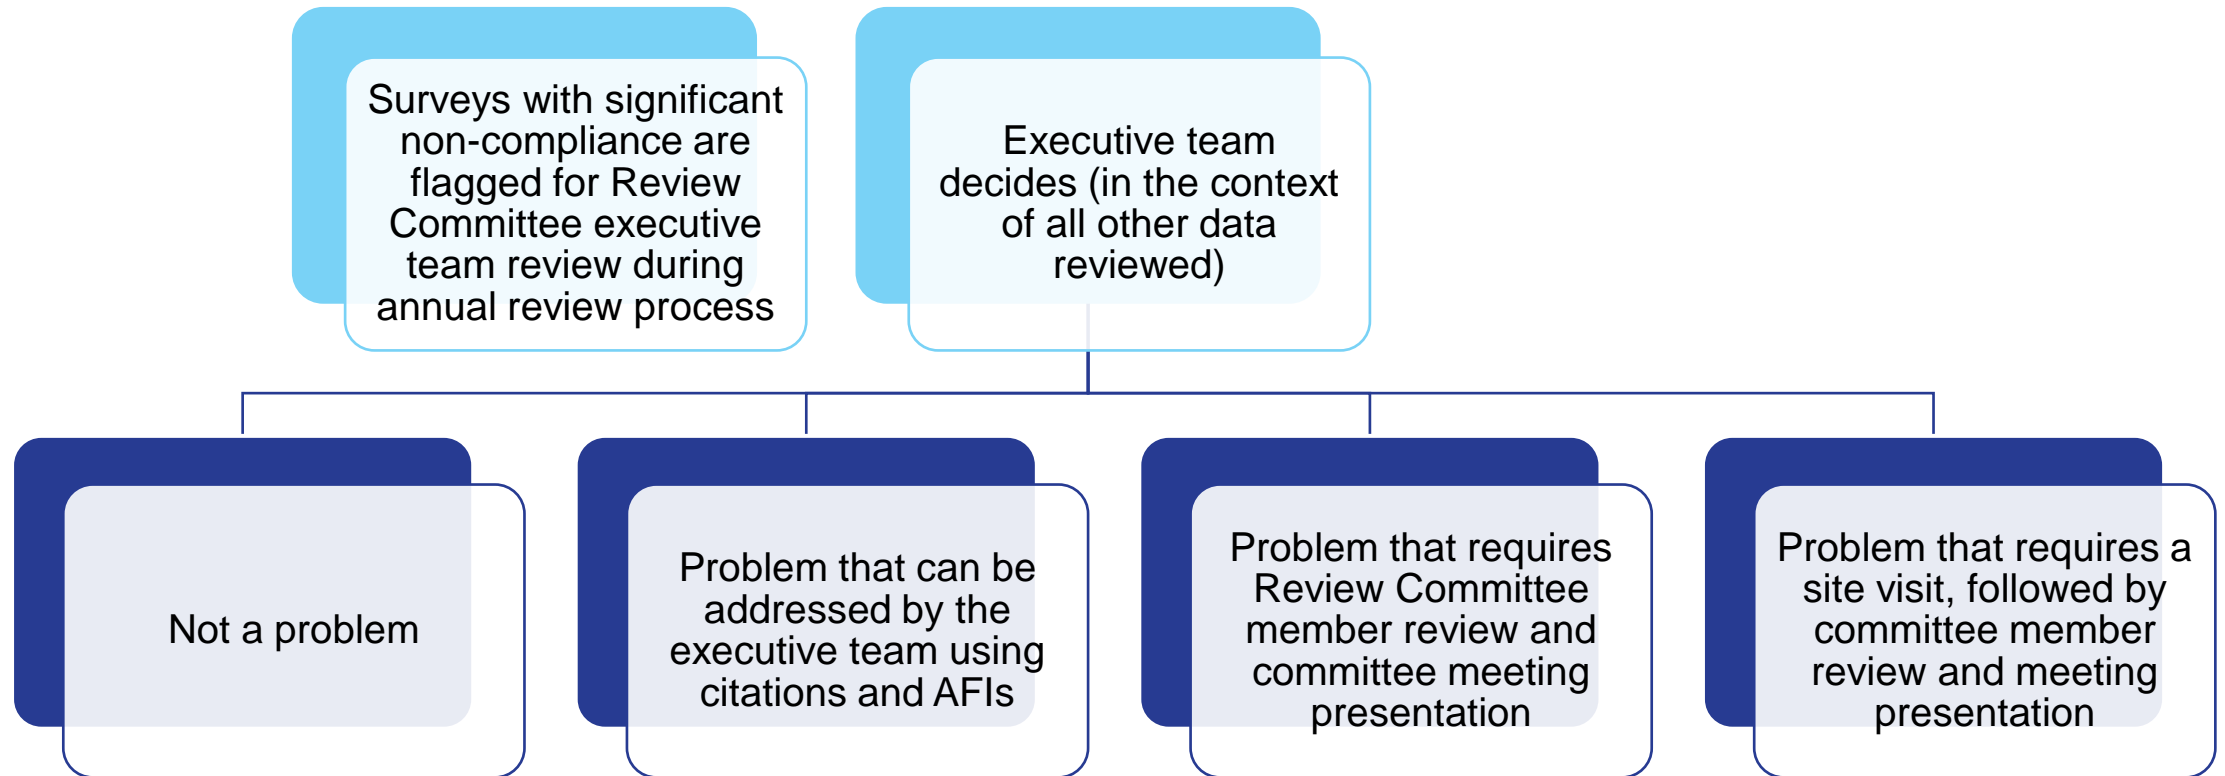 Surveys with significant
non-compliance are
flagged for Review
Committee executive
team review during
annual review process
Executive team
decides (in the context
of all other data
reviewed)
Not a problem
Problem that can be
addressed by the
executive team using
citations and AFIs
Problem that requires
Review Committee
member review and
committee meeting
presentation
Problem that requires a
site visit, followed by
committee member
review and meeting
presentation